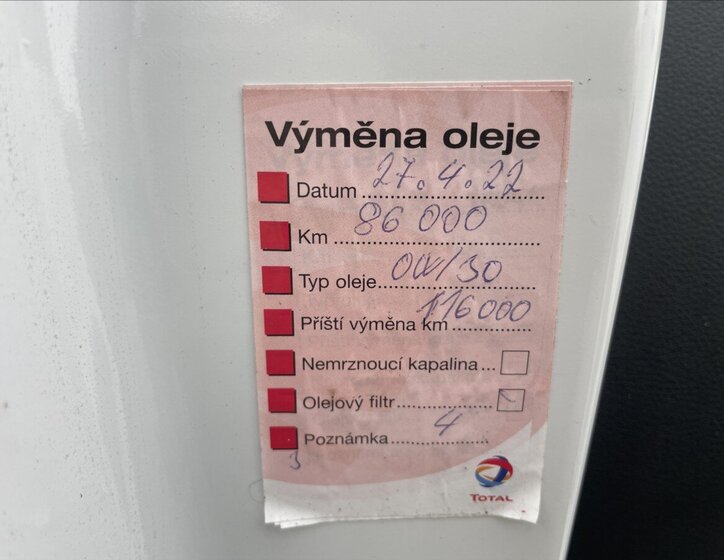 Výměna oleje
Datum 27.4.22
Km 86 000
Typ oleje 0W/30
Příští výměna km 116000
Nemrznoucí kapalina...
Olejový filtr
Poznámka 4
3
TOTAL